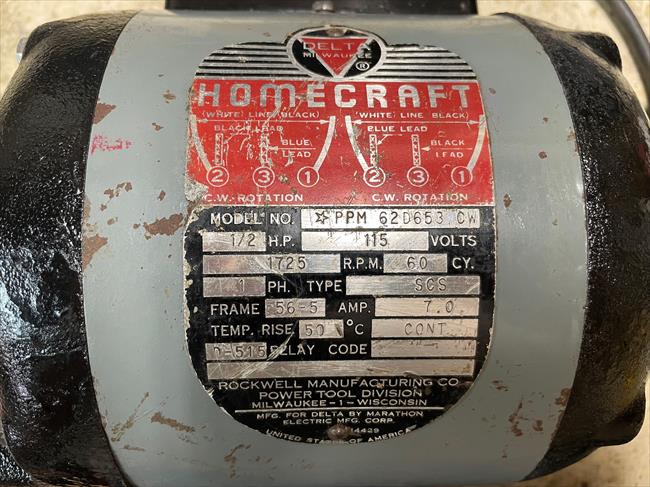 DELTA
MILWAUKEE
®
HOMECRAFT
(WHITE) LINE (BLACK) (WHITE) LINE BLACK)
BLACK LEAD BLUE LEAD
BLUE LEAD BLACK LEAD
2 3 1 2 3 1
C.W. ROTATION C.W. ROTATION
MODEL NO. ☆ PPM 62D653 CW
1/2 H.P. 115 VOLTS
1725 R.P.M. 60 CY.
1 PH. TYPE SCS
FRAME 56-5 AMP. 7.0
TEMP. RISE 50 °C CONT.
D-515 RELAY CODE
ROCKWELL MANUFACTURING CO
POWER TOOL DIVISION
MILWAUKEE-1-WISCONSIN
MFG. FOR DELTA BY MARATHON
ELECTRIC MFG. CORP.
14429
UNITED STATES OF AMERICA